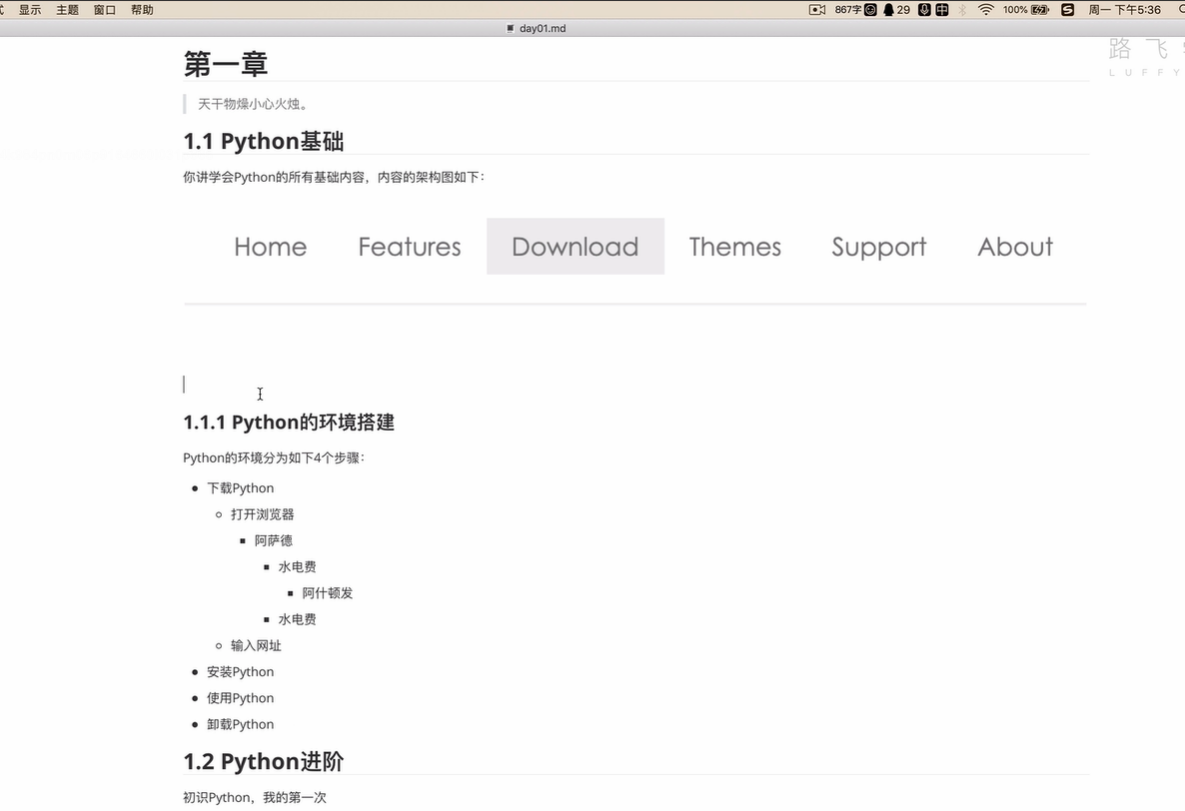 显示 主题 窗口 帮助 867字 29 中 100% 周一 下午5:36
day01.md
路 飞
LUFFY
第一章
天干物燥小心火烛。
1.1 Python基础
你讲学会Python的所有基础内容，内容的架构图如下：
Home Features Download Themes Support About
1.1.1 Python的环境搭建
Python的环境分为如下4个步骤：
下载Python
打开浏览器
阿萨德
水电费
阿什顿发
水电费
输入网址
安装Python
使用Python
卸载Python
1.2 Python进阶
初识Python，我的第一次